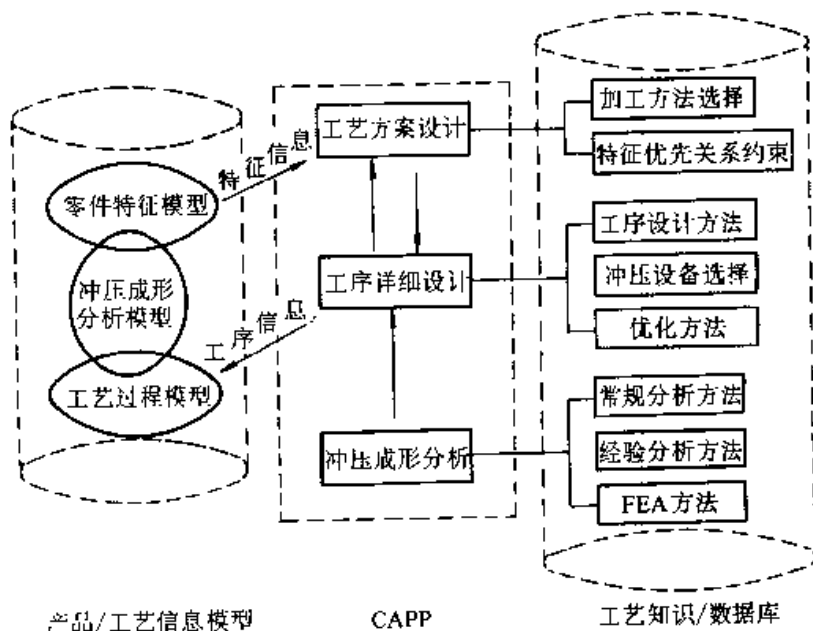 零件特征模型
冲压成形
分析模型
工艺过程模型
特征信息
工序信息
工艺方案设计
工序详细设计
冲压成形分析
加工方法选择
特征优先关系约束
工序设计方法
冲压设备选择
优化方法
常规分析方法
经验分析方法
FEA方法
产品/工艺信息模型
CAPP
工艺知识/数据库